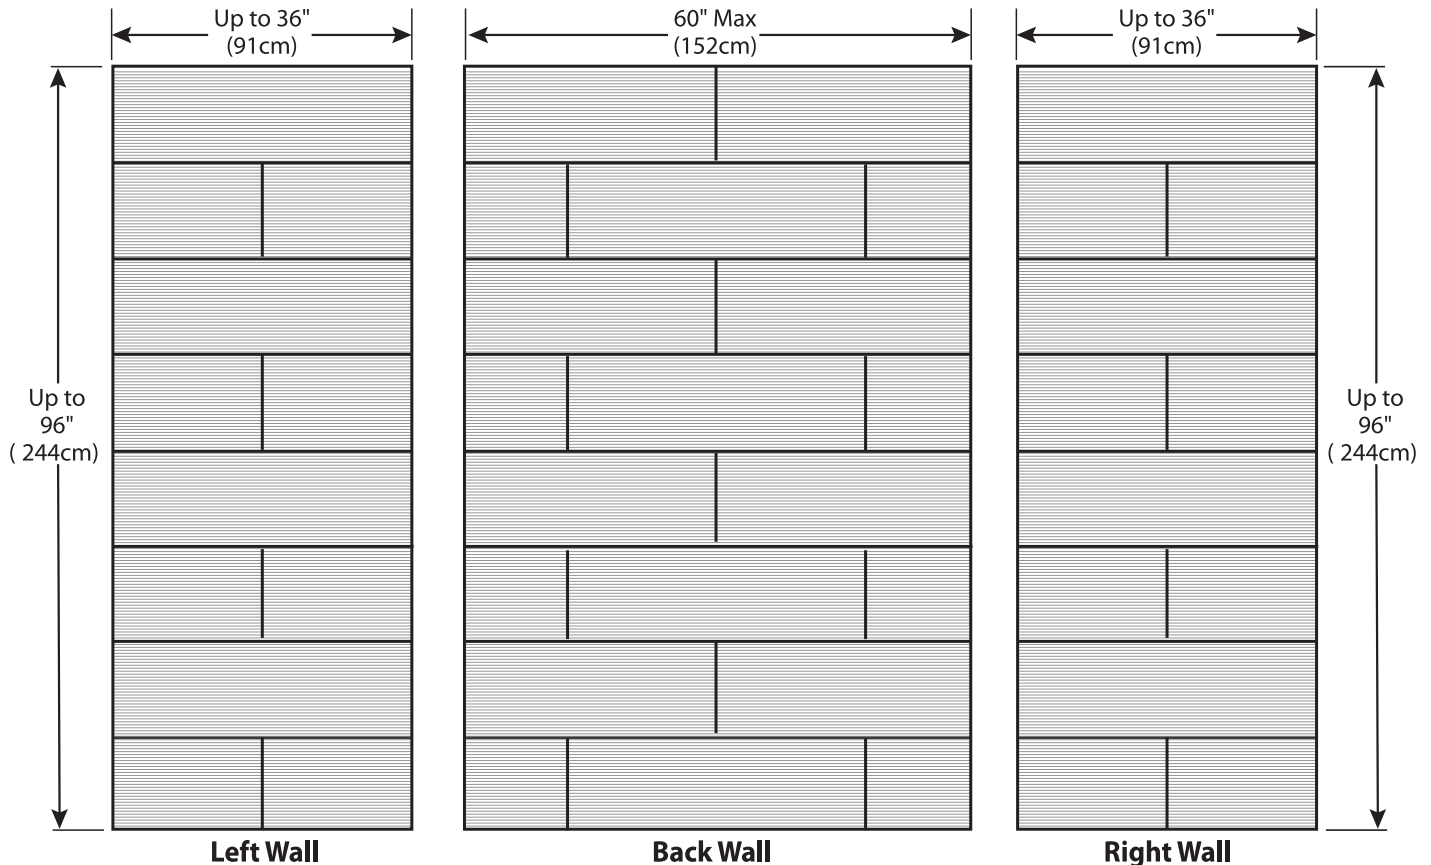 Up to 36"
(91cm)
60" Max
(152cm)
Up to 36"
(91cm)
Up to
96"
( 244cm)
Up to
96"
( 244cm)
Left Wall
Back Wall
Right Wall